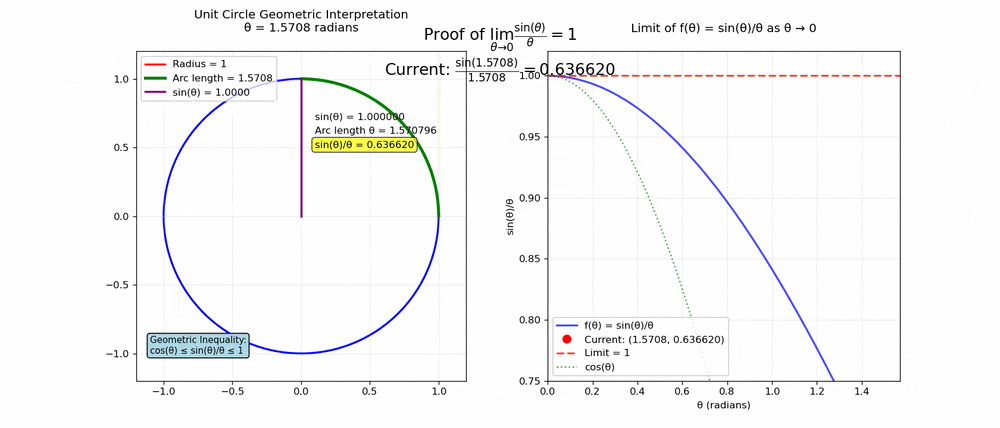 Unit Circle Geometric Interpretation
θ = 1.5708 radians
Proof of lim θ→0 sin(θ)/θ = 1
Current: sin(1.5708)/1.5708 = 0.636620
Limit of f(θ) = sin(θ)/θ as θ → 0
Radius = 1
Arc length = 1.5708
sin(θ) = 1.0000
sin(θ) = 1.000000
Arc length θ = 1.570796
sin(θ)/θ = 0.636620
Geometric Inequality:
cos(θ) ≤ sin(θ)/θ ≤ 1
1.0
0.5
0.0
−0.5
−1.0
−1.0 −0.5 0.0 0.5 1.0
sin(θ)/θ
1.00
0.95
0.90
0.85
0.80
0.75
f(θ) = sin(θ)/θ
Current: (1.5708, 0.636620)
Limit = 1
cos(θ)
0.0 0.2 0.4 0.6 0.8 1.0 1.2 1.4
θ (radians)